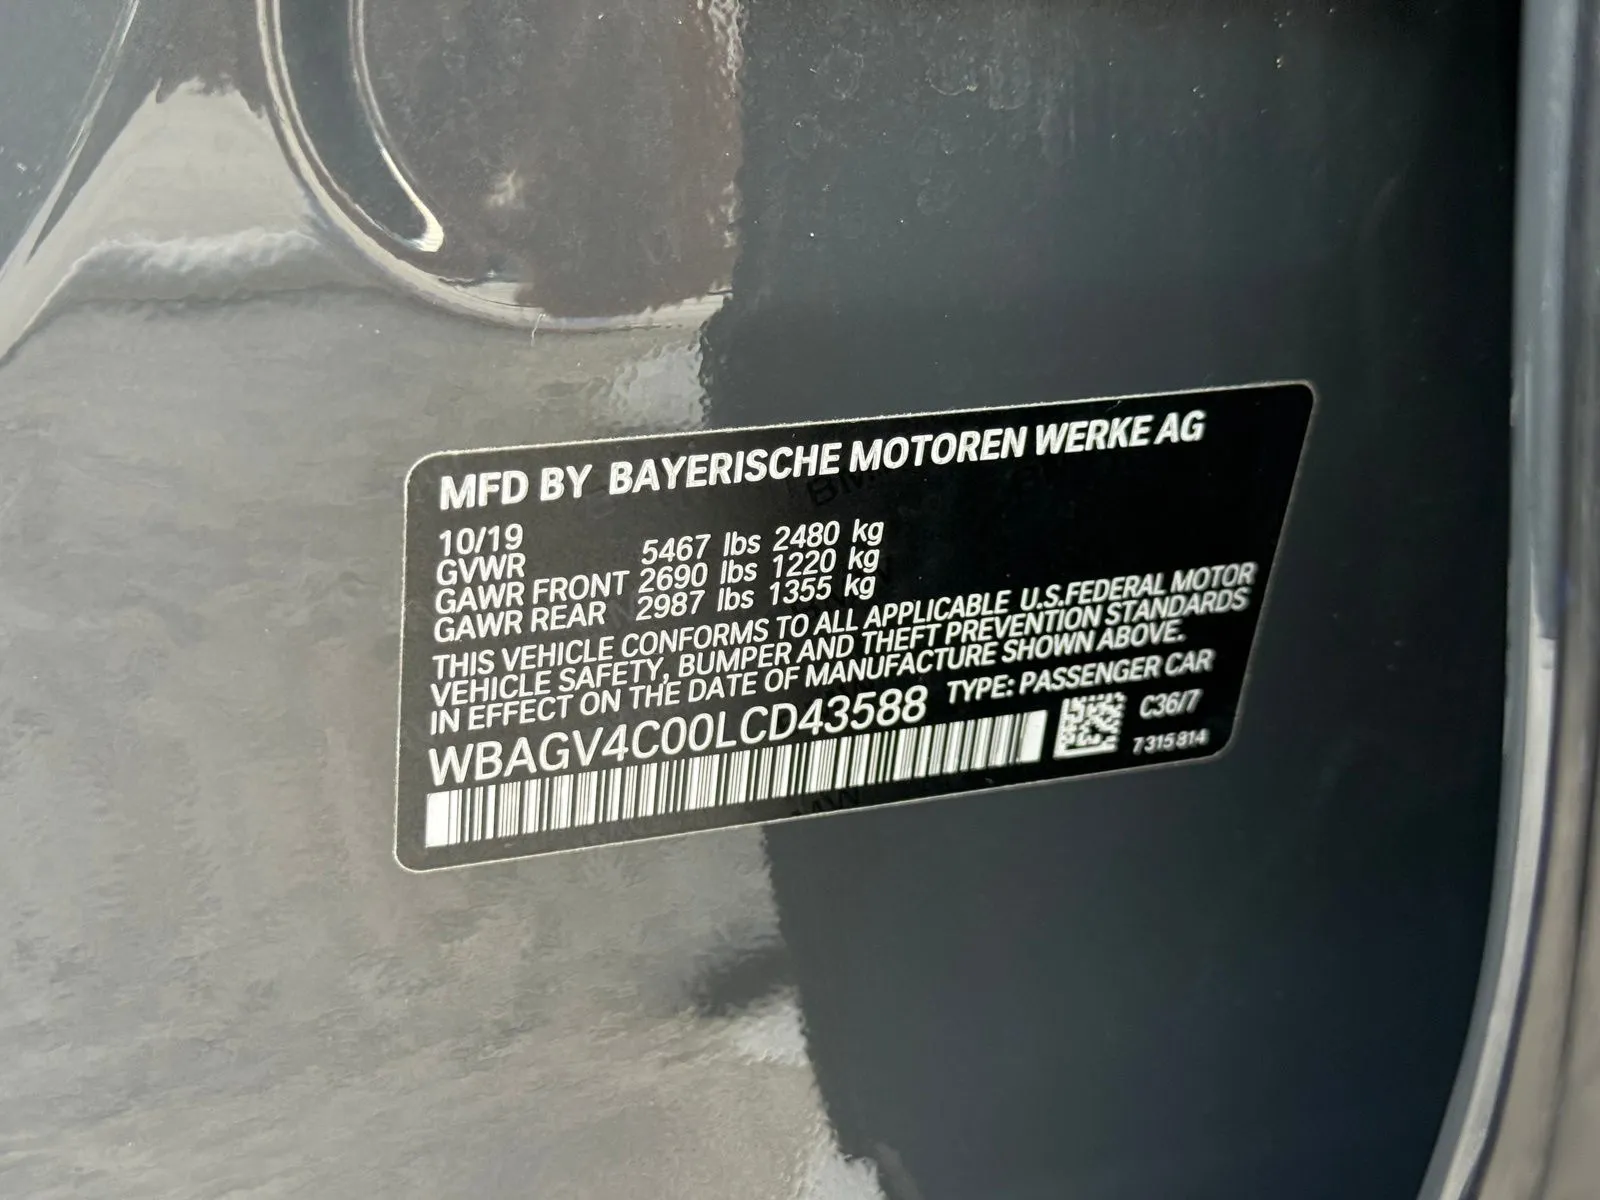 MFD BY BAYERISCHE MOTOREN WERKE AG
10/19
GVWR 5467 lbs 2480 kg
GAWR FRONT 2690 lbs 1220 kg
GAWR REAR 2987 lbs 1355 kg
THIS VEHICLE CONFORMS TO ALL APPLICABLE U.S.FEDERAL MOTOR
VEHICLE SAFETY, BUMPER AND THEFT PREVENTION STANDARDS
IN EFFECT ON THE DATE OF MANUFACTURE SHOWN ABOVE.
WBAGV4C00LCD43588 TYPE: PASSENGER CAR
C36/7
7 315 814